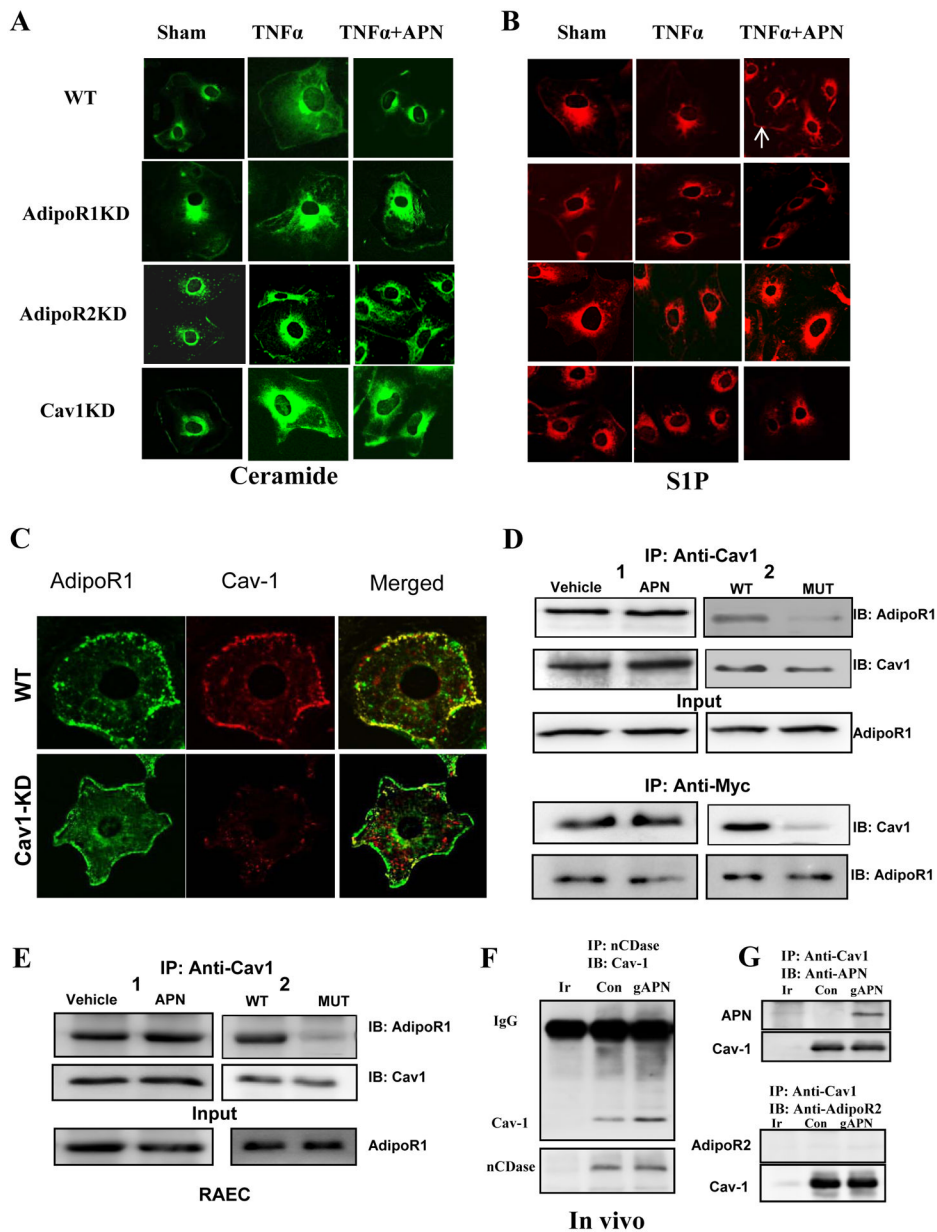 A
Sham TNFα TNFα+APN
WT
AdipoR1KD
AdipoR2KD
Cav1KD
Ceramide
B
Sham TNFα TNFα+APN
S1P
C
AdipoR1 Cav-1 Merged
WT
Cav1-KD
D
IP: Anti-Cav1
1 2
Vehicle APN WT MUT
IB: AdipoR1
IB: Cav1
Input
AdipoR1
IP: Anti-Myc
IB: Cav1
IB: AdipoR1
E
IP: Anti-Cav1
1 2
Vehicle APN WT MUT
IB: AdipoR1
IB: Cav1
Input
AdipoR1
RAEC
F
IP: nCDase
IB: Cav-1
Ir Con gAPN
IgG
Cav-1
nCDase
In vivo
G
IP: Anti-Cav1
IB: Anti-APN
Ir Con gAPN
APN
Cav-1
IP: Anti-Cav1
IB: Anti-AdipoR2
Ir Con gAPN
AdipoR2
Cav-1